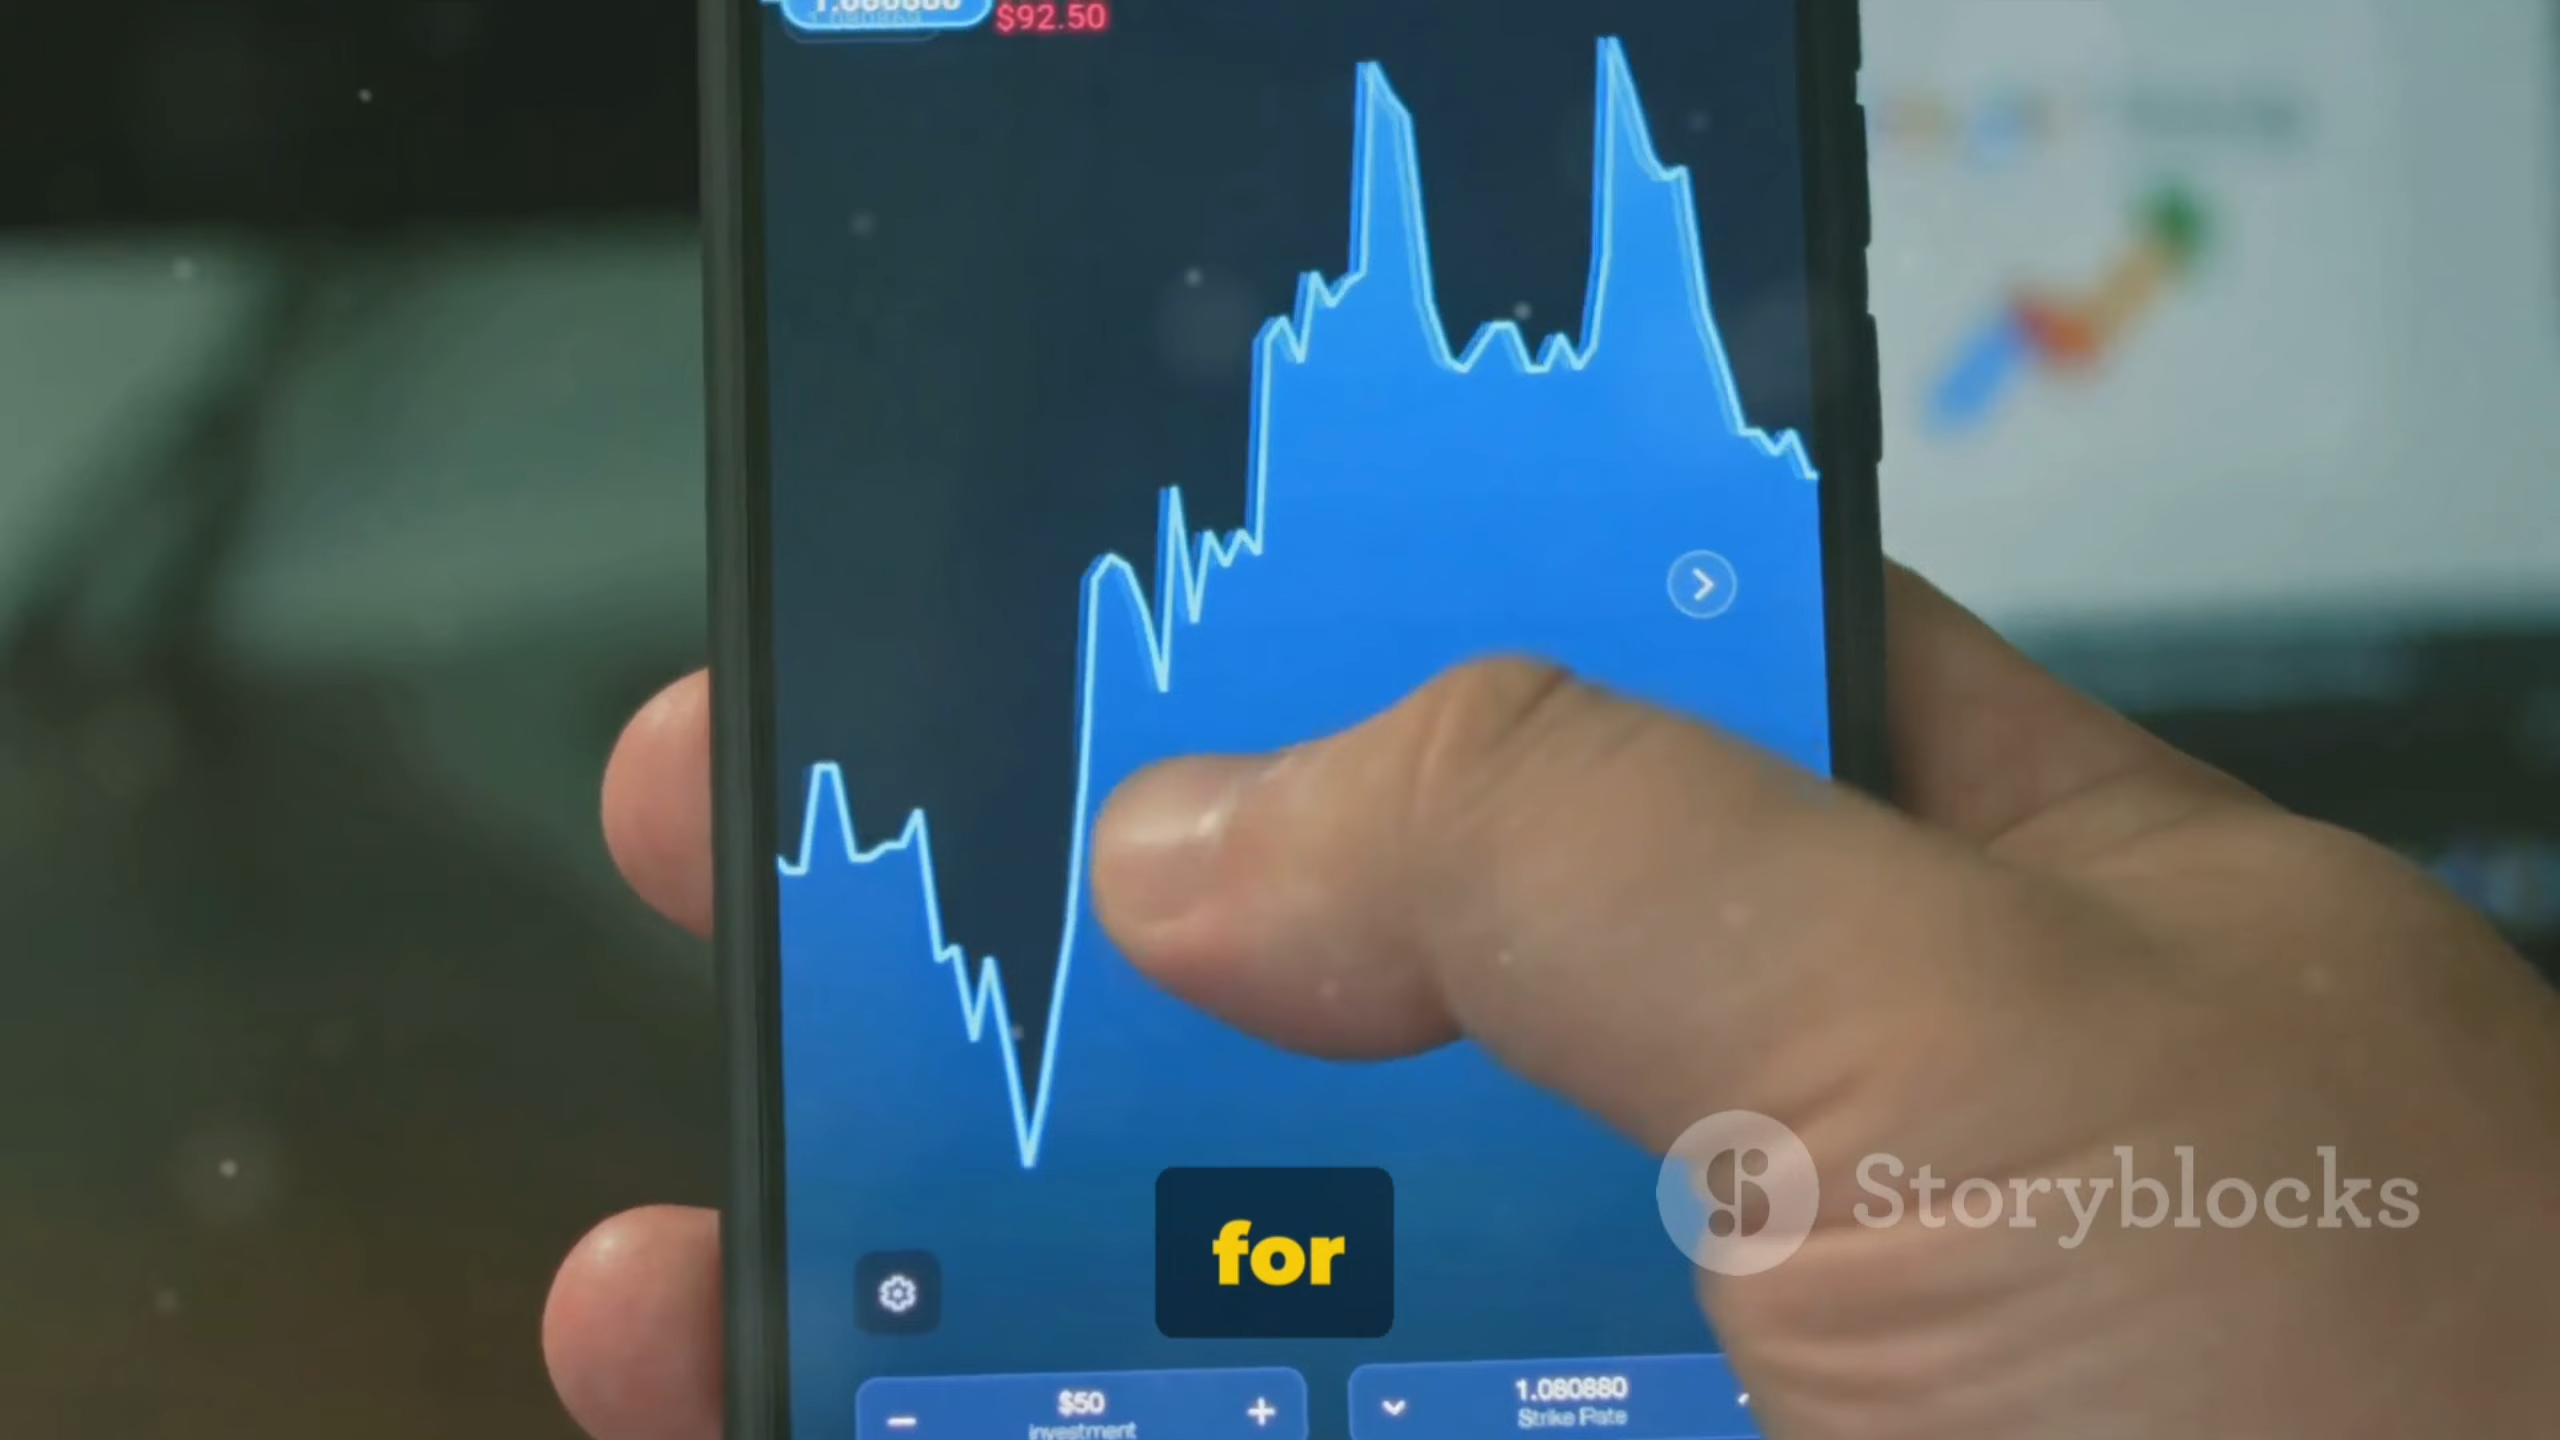 $92.50
for
Storyblocks
$50
investment
1.080880
Strike Rate